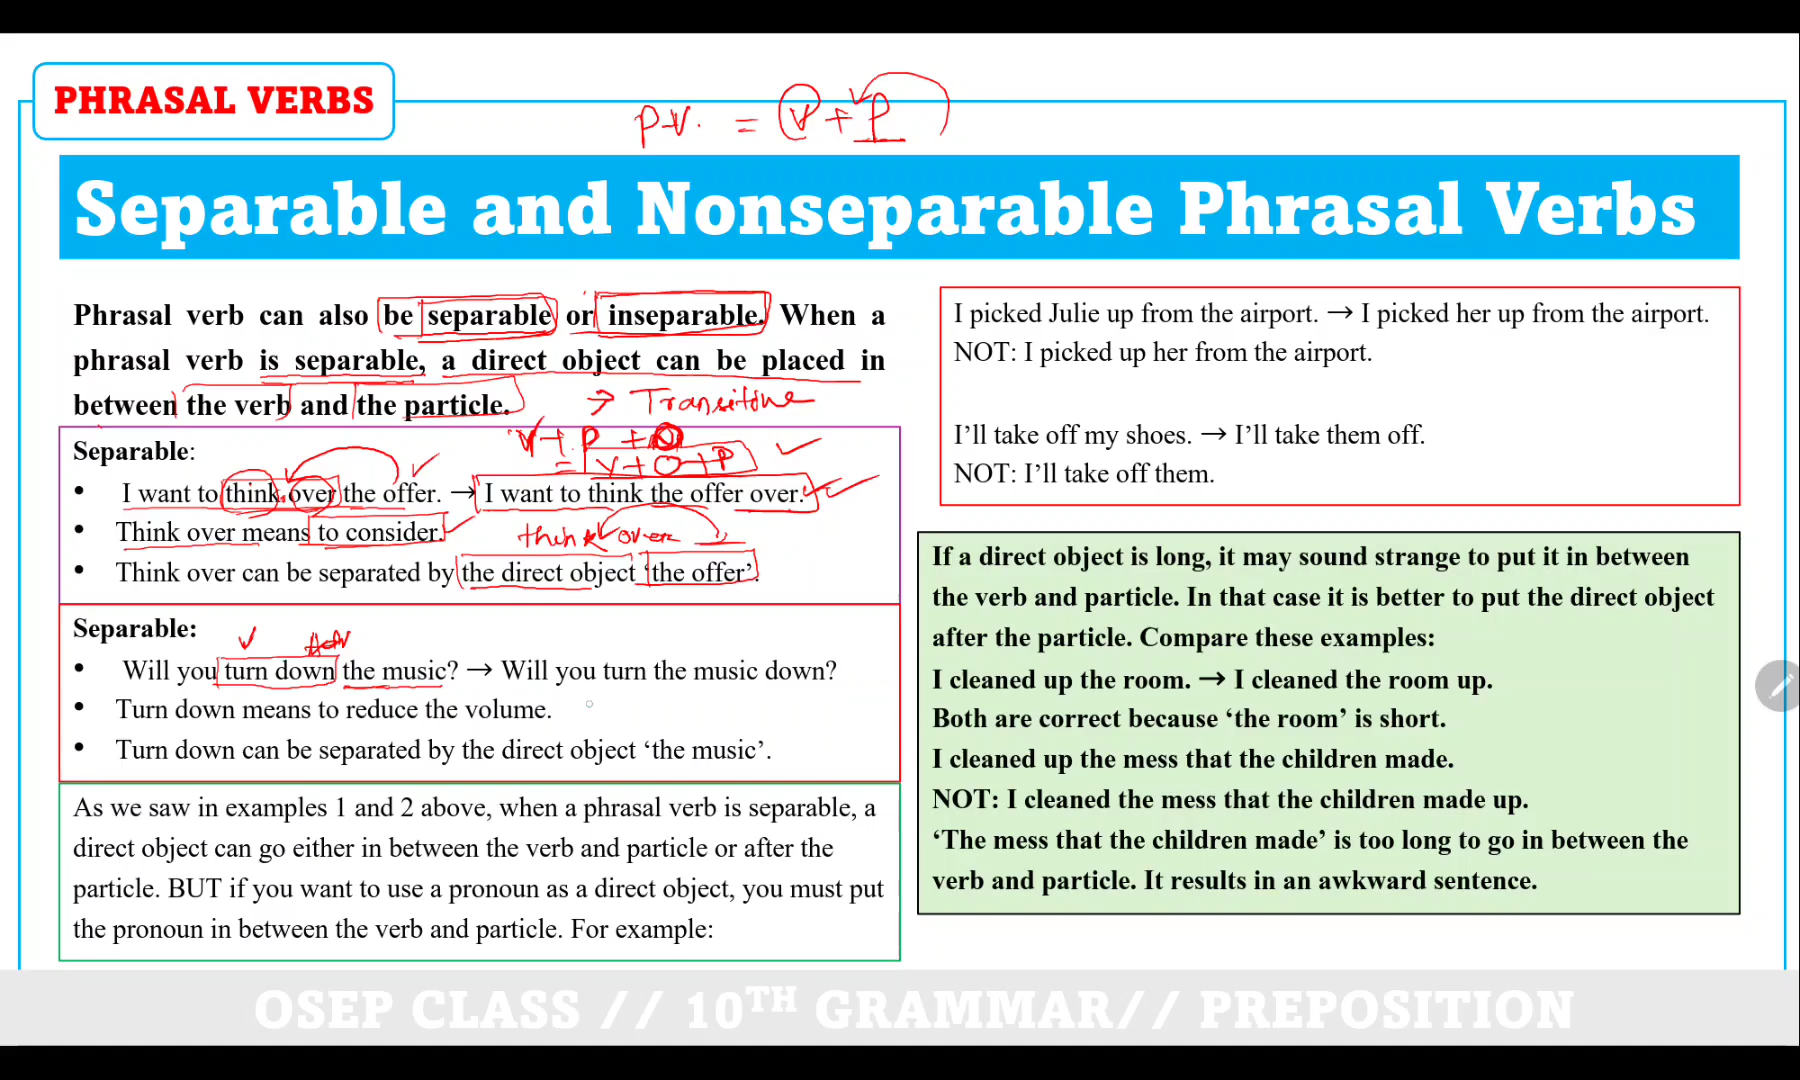 PHRASAL VERBS
P.V. = V + P
Separable and Nonseparable Phrasal Verbs
Phrasal verb can also be separable or inseparable. When a
phrasal verb is separable, a direct object can be placed in
between the verb and the particle.
→ Transitive
V + P + O
= V + O + P
Separable:
• I want to think over the offer. → I want to think the offer over.
• Think over means to consider.
think over
• Think over can be separated by the direct object ‘the offer’.
Separable:
• Will you turn down the music? → Will you turn the music down?
• Turn down means to reduce the volume.
• Turn down can be separated by the direct object ‘the music’.
As we saw in examples 1 and 2 above, when a phrasal verb is separable, a
direct object can go either in between the verb and particle or after the
particle. BUT if you want to use a pronoun as a direct object, you must put
the pronoun in between the verb and particle. For example:
I picked Julie up from the airport. → I picked her up from the airport.
NOT: I picked up her from the airport.
I’ll take off my shoes. → I’ll take them off.
NOT: I’ll take off them.
If a direct object is long, it may sound strange to put it in between
the verb and particle. In that case it is better to put the direct object
after the particle. Compare these examples:
I cleaned up the room. → I cleaned the room up.
Both are correct because ‘the room’ is short.
I cleaned up the mess that the children made.
NOT: I cleaned the mess that the children made up.
‘The mess that the children made’ is too long to go in between the
verb and particle. It results in an awkward sentence.
OSEP CLASS // 10TH GRAMMAR// PREPOSITION